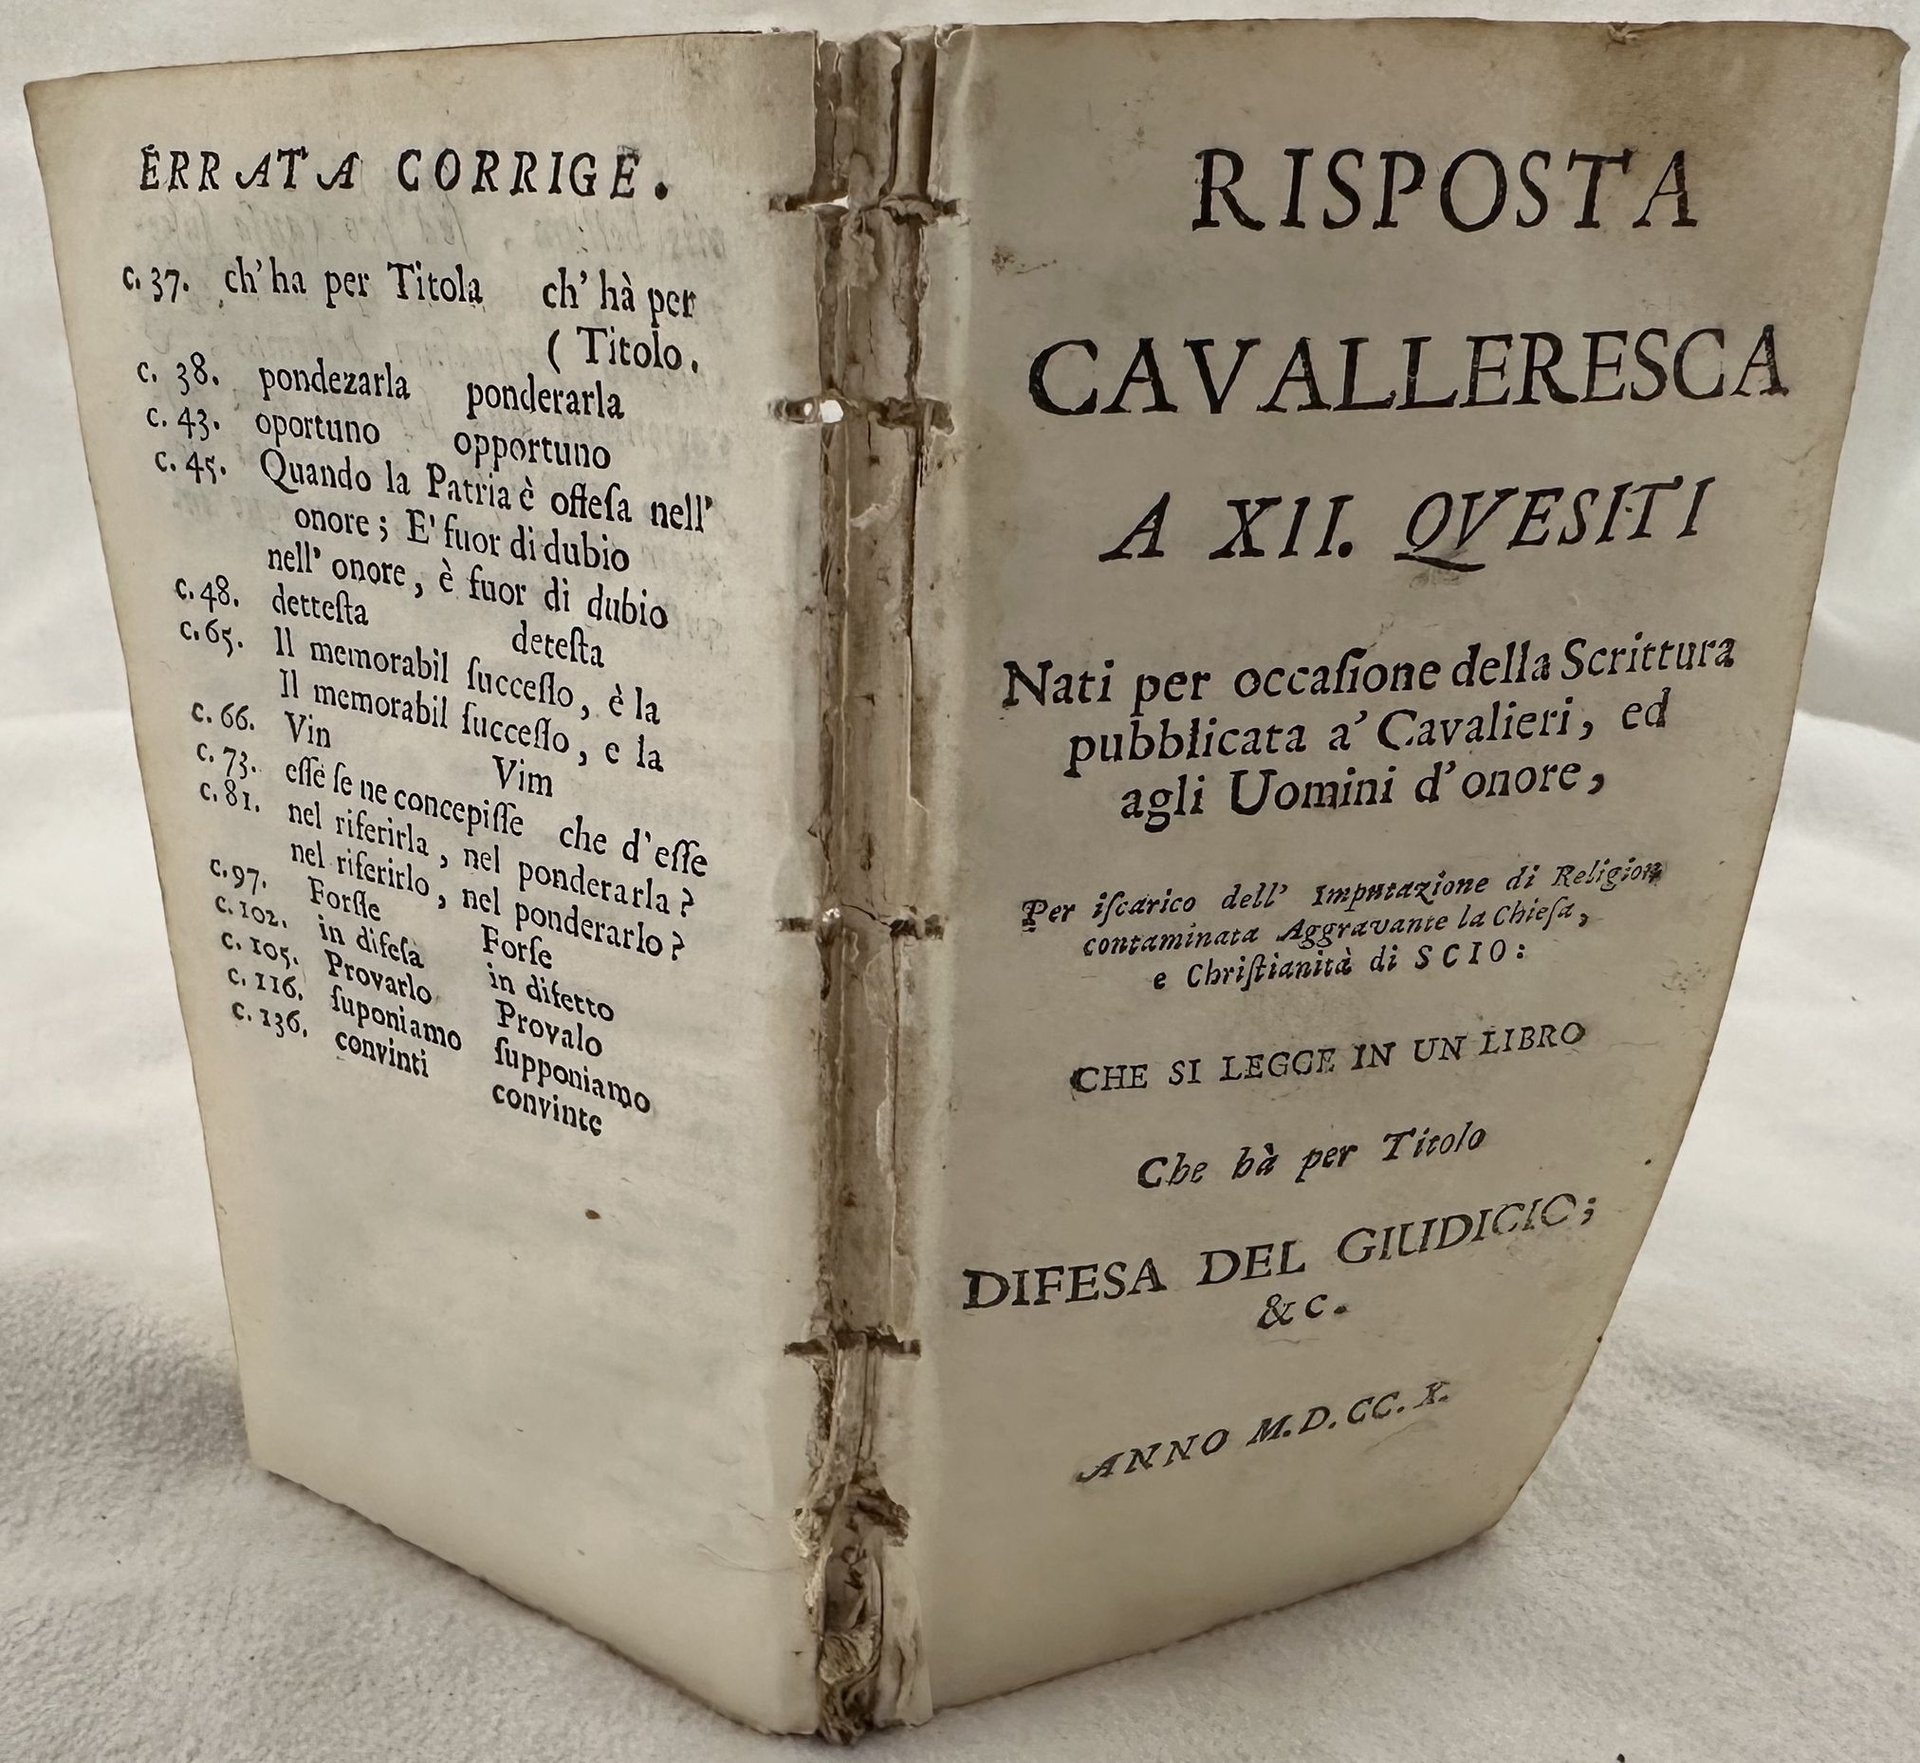 ERRATA CORRIGE.
c. 37. ch'ha per Titola ch' hà per
( Titolo.
c. 38. pondezarla ponderarla
c. 43. oportuno opportuno
c. 45. Quando la Patria è offeſa nell'
onore; E' fuor di dubio
nell' onore, è fuor di dubio
c. 48. detteſta deteſta
c. 65. Il memorabil ſucceſſo, è la
Il memorabil ſucceſſo, e la
c. 66. Vin Vim
c. 73. eſſe ſe ne concepiſſe che d'eſſe
c. 81. nel riferirla, nel ponderarla?
nel riferirlo, nel ponderarlo?
c. 97. Forſſe Forſe
c. 102. in difeſa in difetto
c. 105. Provarlo Provalo
c. 116. ſuponiamo ſupponiamo
c. 136. convinti convinte
RISPOSTA
CAVALLERESCA
A XII. QVESITI
Nati per occaſione della Scrittura
pubblicata a' Cavalieri, ed
agli Uomini d'onore,
Per iſcarico dell' Imputazione di Religion
contaminata Aggravante la Chieſa,
e Chriſtianità di SCIO:
CHE SI LEGGE IN UN LIBRO
Che hà per Titolo
DIFESA DEL GIUDICIO;
&c.
ANNO M.D.CC.X.